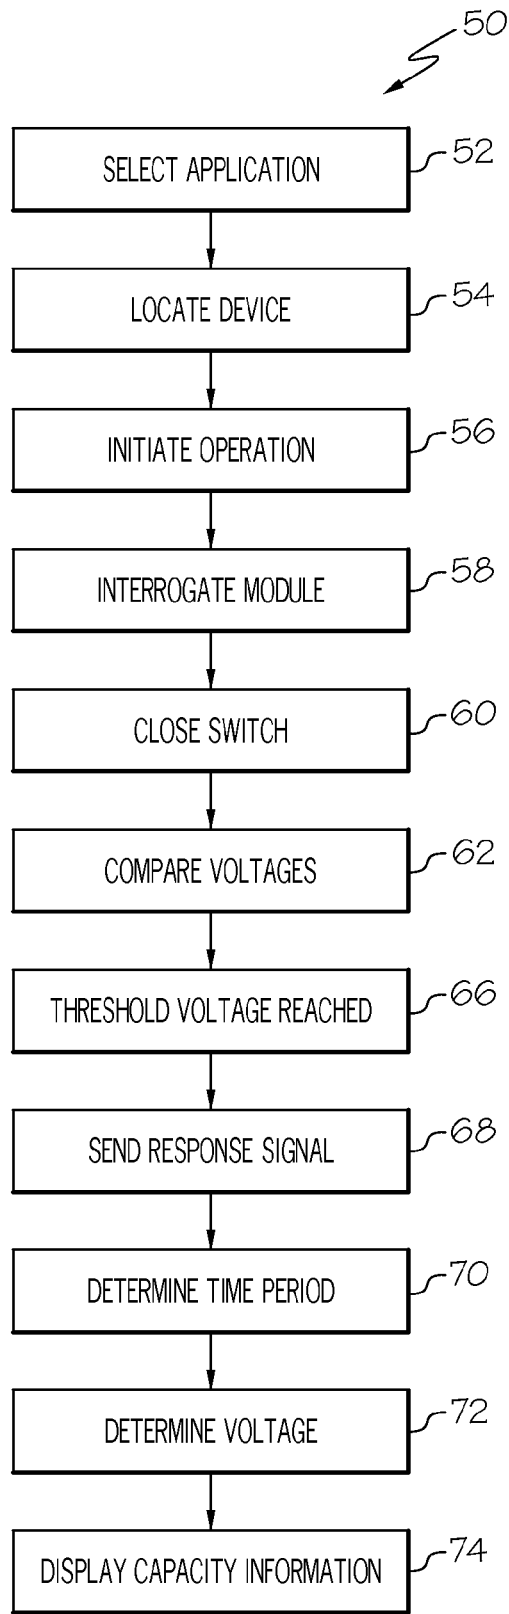 50
SELECT APPLICATION 52
LOCATE DEVICE 54
INITIATE OPERATION 56
INTERROGATE MODULE 58
CLOSE SWITCH 60
COMPARE VOLTAGES 62
THRESHOLD VOLTAGE REACHED 66
SEND RESPONSE SIGNAL 68
DETERMINE TIME PERIOD 70
DETERMINE VOLTAGE 72
DISPLAY CAPACITY INFORMATION 74